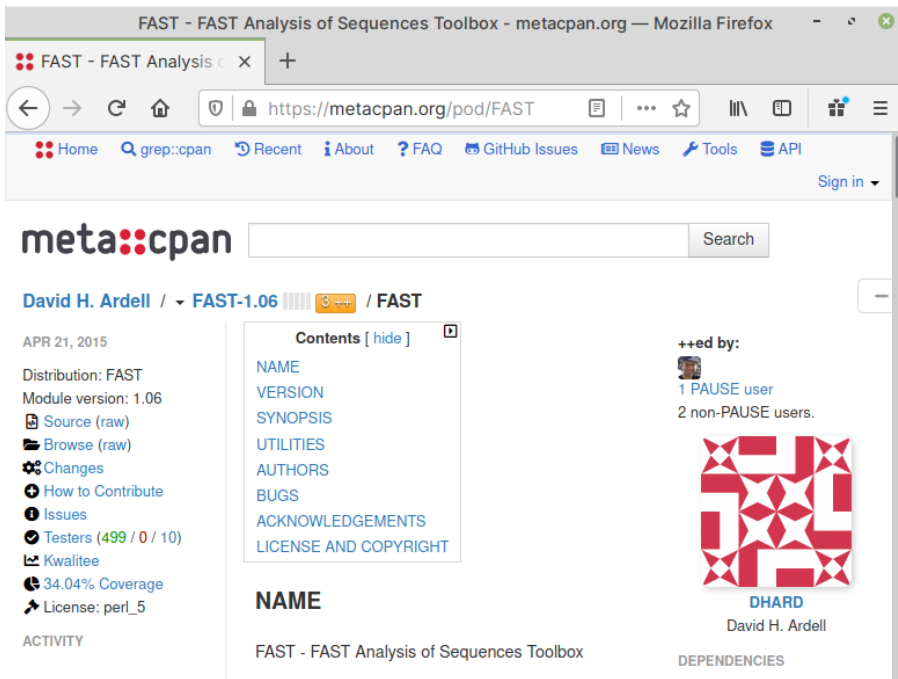 FAST - FAST Analysis of Sequences Toolbox - metacpan.org — Mozilla Firefox
FAST - FAST Analysis
https://metacpan.org/pod/FAST
Home grep::cpan Recent About FAQ GitHub Issues News Tools API
Sign in
meta::cpan
Search
David H. Ardell / FAST-1.06 3 ++ / FAST
APR 21, 2015
Distribution: FAST
Module version: 1.06
Source (raw)
Browse (raw)
Changes
How to Contribute
Issues
Testers (499 / 0 / 10)
Kwalitee
34.04% Coverage
License: perl_5
ACTIVITY
Contents [ hide ]
NAME
VERSION
SYNOPSIS
UTILITIES
AUTHORS
BUGS
ACKNOWLEDGEMENTS
LICENSE AND COPYRIGHT
NAME
FAST - FAST Analysis of Sequences Toolbox
++ed by:
1 PAUSE user
2 non-PAUSE users.
DHARD
David H. Ardell
DEPENDENCIES